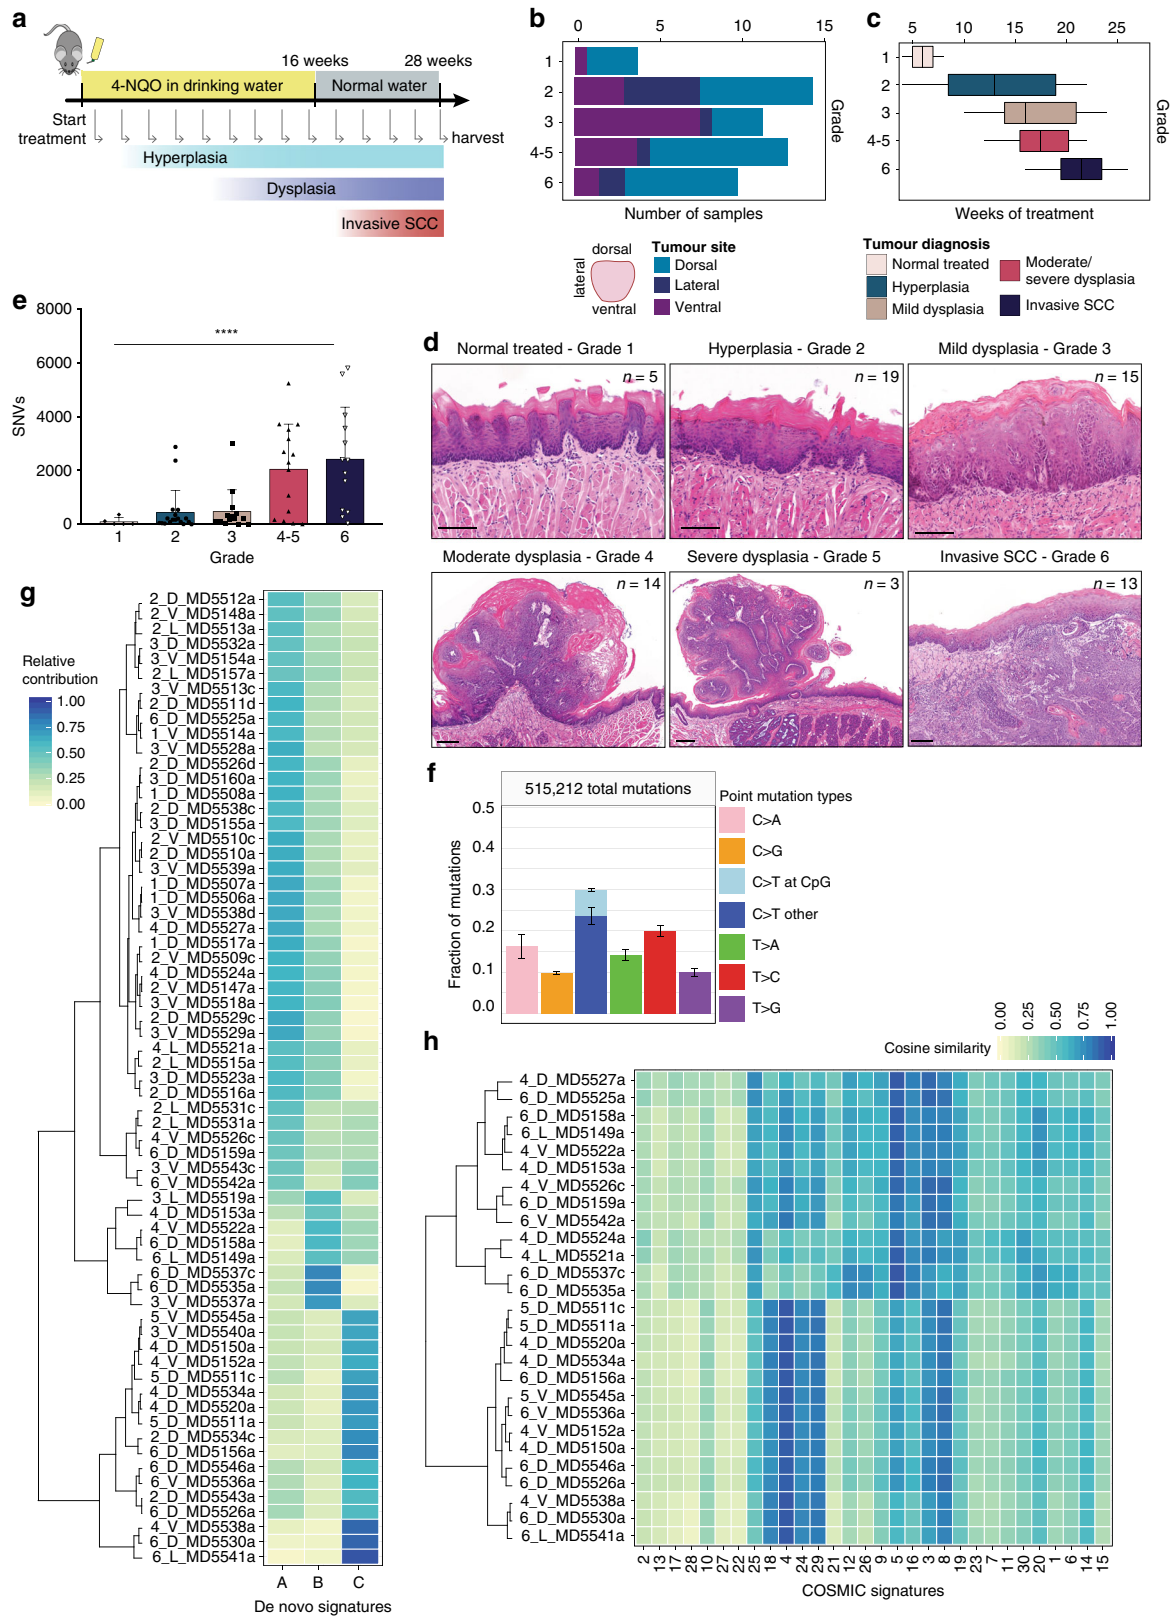 a
16 weeks
28 weeks
4-NQO in drinking water
Normal water
Start
treatment
harvest
Hyperplasia
Dysplasia
Invasive SCC
b
0 5 10 15
1
2
3
4-5
6
Grade
Number of samples
dorsal
lateral
ventral
Tumour site
Dorsal
Lateral
Ventral
c
5 10 15 20 25
1
2
3
4-5
6
Grade
Weeks of treatment
Tumour diagnosis
Normal treated
Hyperplasia
Mild dysplasia
Moderate/
severe dysplasia
Invasive SCC
e
8000
6000
4000
2000
0
SNVs
****
1 2 3 4-5 6
Grade
d
Normal treated - Grade 1
n = 5
Hyperplasia - Grade 2
n = 19
Mild dysplasia - Grade 3
n = 15
Moderate dysplasia - Grade 4
n = 14
Severe dysplasia - Grade 5
n = 3
Invasive SCC - Grade 6
n = 13
g
Relative
contribution
1.00
0.75
0.50
0.25
0.00
2_D_MD5512a
2_V_MD5148a
2_L_MD5513a
3_D_MD5532a
3_V_MD5154a
2_L_MD5157a
3_V_MD5513c
2_D_MD5511d
6_D_MD5525a
1_V_MD5514a
3_V_MD5528a
2_D_MD5526d
3_D_MD5160a
1_D_MD5508a
2_D_MD5538c
3_D_MD5155a
2_V_MD5510c
2_D_MD5510a
3_V_MD5539a
1_D_MD5507a
1_D_MD5506a
3_V_MD5538d
4_D_MD5527a
1_D_MD5517a
2_V_MD5509c
4_D_MD5524a
2_V_MD5147a
3_V_MD5518a
2_D_MD5529c
3_V_MD5529a
4_L_MD5521a
2_L_MD5515a
3_D_MD5523a
2_D_MD5516a
2_L_MD5531c
2_L_MD5531a
4_V_MD5526c
6_D_MD5159a
3_V_MD5543c
6_V_MD5542a
3_L_MD5519a
4_D_MD5153a
4_V_MD5522a
6_D_MD5158a
6_L_MD5149a
6_D_MD5537c
6_D_MD5535a
3_V_MD5537a
5_V_MD5545a
3_V_MD5540a
4_D_MD5150a
4_V_MD5152a
5_D_MD5511c
4_D_MD5534a
4_D_MD5520a
5_D_MD5511a
2_D_MD5534c
6_D_MD5156a
6_D_MD5546a
6_V_MD5536a
2_D_MD5543a
6_D_MD5526a
4_V_MD5538a
6_D_MD5530a
6_L_MD5541a
A B C
De novo signatures
f
515,212 total mutations
0.5
0.4
0.3
0.2
0.1
0.0
Fraction of mutations
Point mutation types
C>A
C>G
C>T at CpG
C>T other
T>A
T>C
T>G
h
Cosine similarity
0.00 0.25 0.50 0.75 1.00
4_D_MD5527a
6_D_MD5525a
6_D_MD5158a
6_L_MD5149a
4_V_MD5522a
4_D_MD5153a
4_V_MD5526c
6_D_MD5159a
6_V_MD5542a
4_D_MD5524a
4_L_MD5521a
6_D_MD5537c
6_D_MD5535a
5_D_MD5511c
5_D_MD5511a
4_D_MD5520a
4_D_MD5534a
6_D_MD5156a
5_V_MD5545a
6_V_MD5536a
4_V_MD5152a
4_D_MD5150a
6_D_MD5546a
6_D_MD5526a
4_V_MD5538a
6_D_MD5530a
6_L_MD5541a
2 13 17 28 10 27 22 25 18 4 24 29 21 12 26 9 5 16 3 8 19 23 7 11 30 20 1 6 14 15
COSMIC signatures